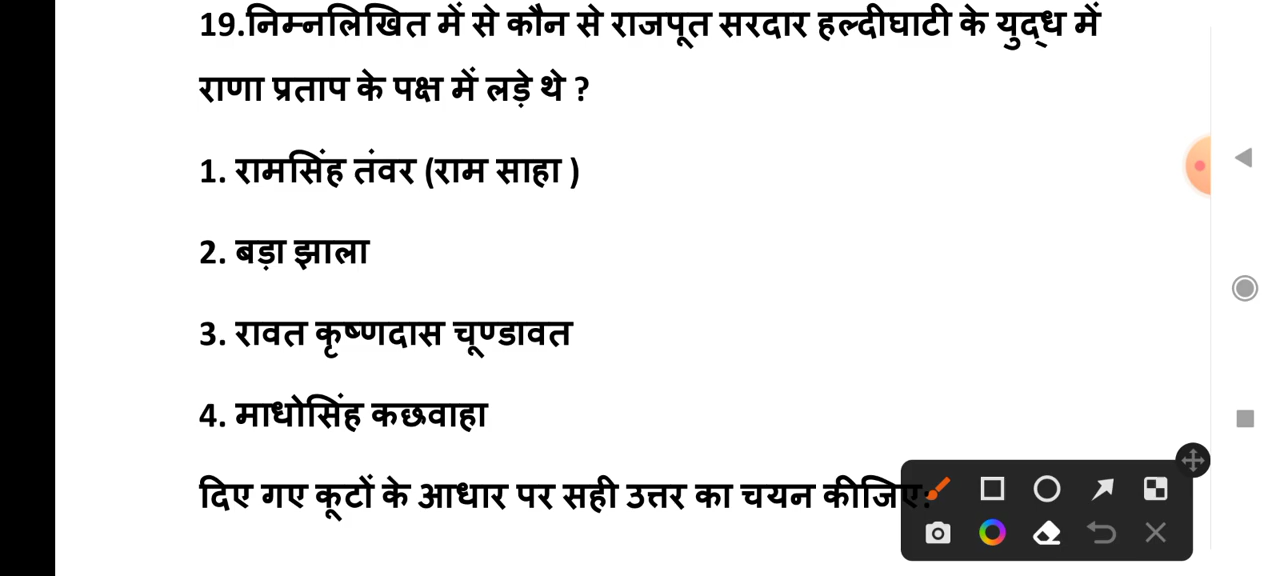 19.निम्नलिखित में से कौन से राजपूत सरदार हल्दीघाटी के युद्ध में
राणा प्रताप के पक्ष में लड़े थे ?
1. रामसिंह तंवर (राम साहा )
2. बड़ा झाला
3. रावत कृष्णदास चूण्डावत
4. माधोसिंह कछवाहा
दिए गए कूटों के आधार पर सही उत्तर का चयन कीजिए: